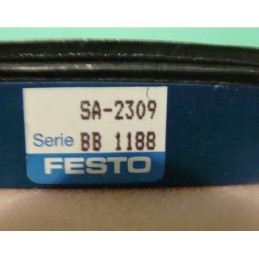 SA-2309
Serie BB 1188
FESTO